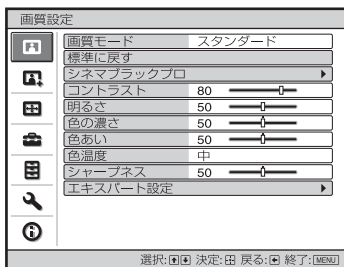 画質設定
画質モード スタンダード
標準に戻す
シネマブラックプロ
コントラスト 80
明るさ 50
色の濃さ 50
色あい 50
色温度 中
シャープネス 50
エキスパート設定
選択: 決定: 戻る: 終了: MENU